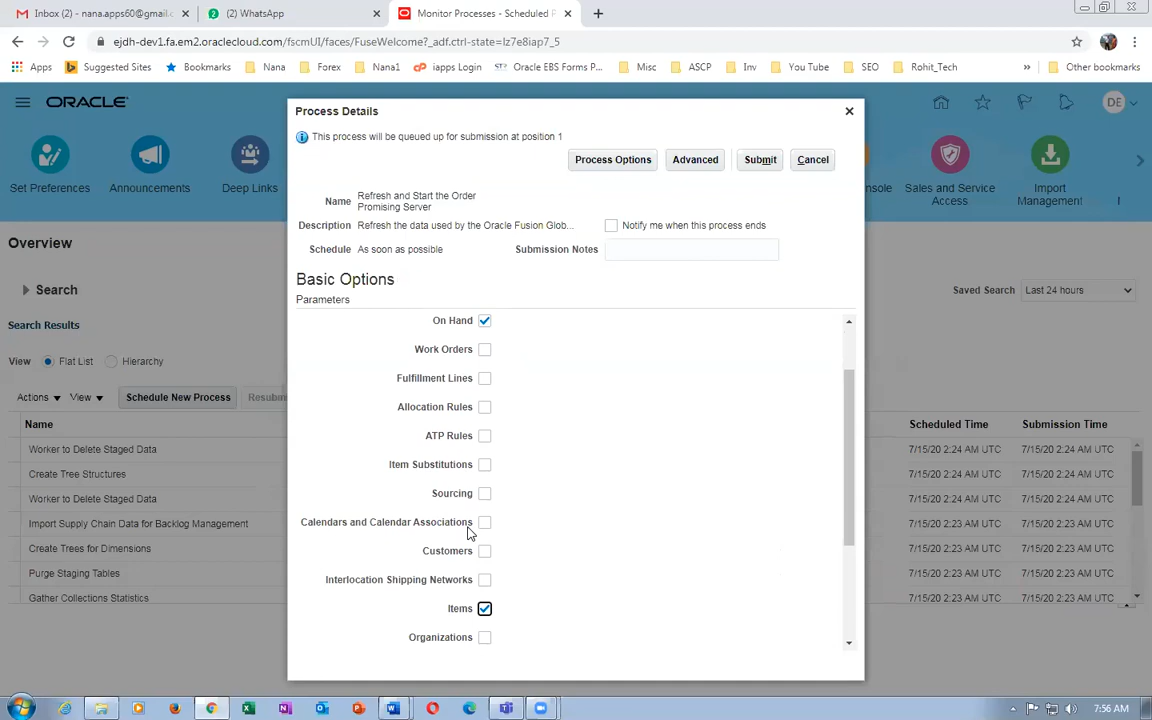 Inbox (2) - nana.apps60@gmail.c
(2) WhatsApp
Monitor Processes - Scheduled P
ejdh-dev1.fa.em2.oraclecloud.com/fscmUI/faces/FuseWelcome?_adf.ctrl-state=lz7e8iap7_5
Apps Suggested Sites Bookmarks Nana Forex Nana1 iapps Login Oracle EBS Forms P... Misc ASCP Inv You Tube SEO Rohit_Tech » Other bookmarks
ORACLE
DE
Set Preferences
Announcements
Deep Links
nsole
Sales and Service
Access
Import
Management
Process Details
This process will be queued up for submission at position 1
Process Options Advanced Submit Cancel
Name Refresh and Start the Order
Promising Server
Description Refresh the data used by the Oracle Fusion Glob... Notify me when this process ends
Schedule As soon as possible Submission Notes
Basic Options
Parameters
On Hand
Work Orders
Fulfillment Lines
Allocation Rules
ATP Rules
Item Substitutions
Sourcing
Calendars and Calendar Associations
Customers
Interlocation Shipping Networks
Items
Organizations
Overview
Search
Saved Search Last 24 hours
Search Results
View Flat List Hierarchy
Actions View Schedule New Process Resubm
Name Scheduled Time Submission Time
Worker to Delete Staged Data 7/15/20 2:24 AM UTC 7/15/20 2:24 AM UTC
Create Tree Structures 7/15/20 2:24 AM UTC 7/15/20 2:24 AM UTC
Worker to Delete Staged Data 7/15/20 2:24 AM UTC 7/15/20 2:24 AM UTC
Import Supply Chain Data for Backlog Management 7/15/20 2:23 AM UTC 7/15/20 2:23 AM UTC
Create Trees for Dimensions 7/15/20 2:23 AM UTC 7/15/20 2:23 AM UTC
Purge Staging Tables 7/15/20 2:23 AM UTC 7/15/20 2:23 AM UTC
Gather Collections Statistics 7/15/20 2:23 AM UTC 7/15/20 2:23 AM UTC
7:56 AM